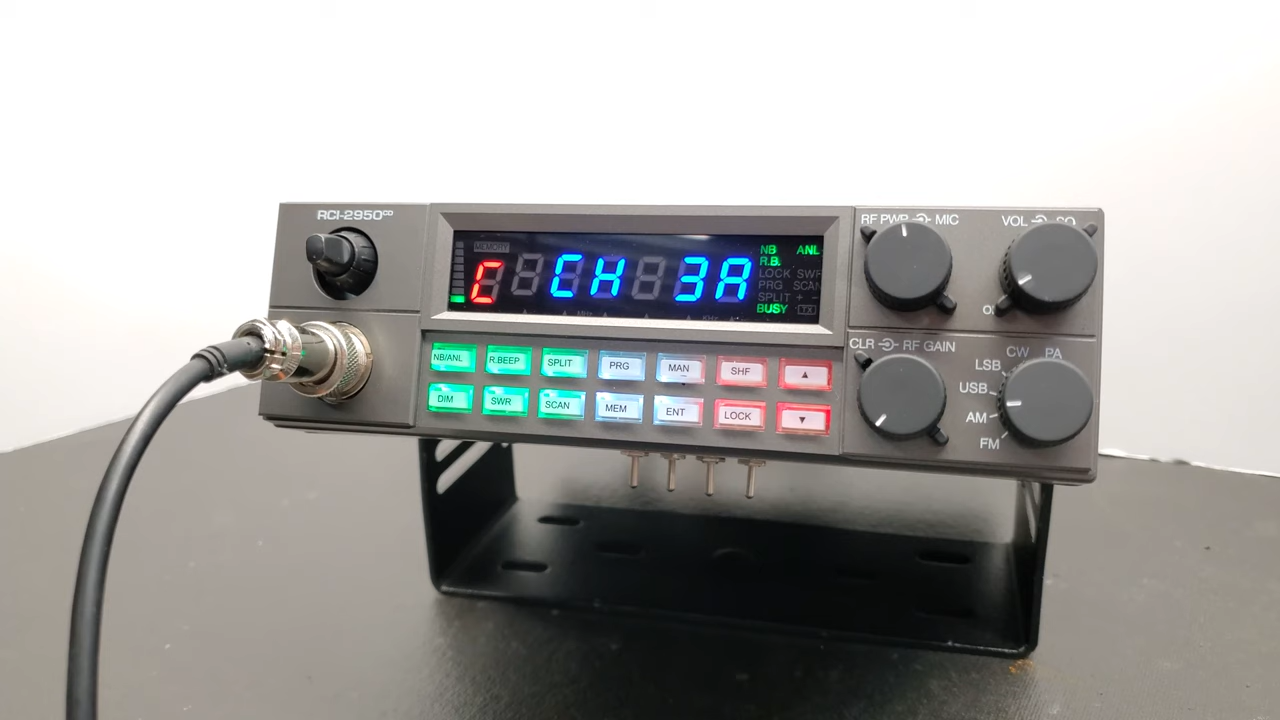 RCI-2950CD
MEMORY
C CH 3A
NB ANL
R.B.
LOCK SWR
PRG SCAN
SPLIT + -
BUSY TX
RF PWR MIC
VOL SQ
NB/ANL R.BEEP SPLIT PRG MAN SHF ▲
DIM SWR SCAN MEM ENT LOCK ▼
CLR RF GAIN
CW PA
LSB
USB
AM
FM